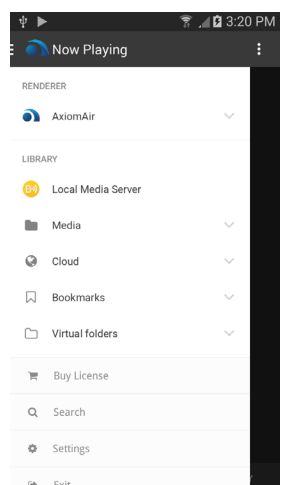 3:20 PM
Now Playing
RENDERER
AxiomAir
LIBRARY
Local Media Server
Media
Cloud
Bookmarks
Virtual folders
Buy License
Search
Settings
Exit